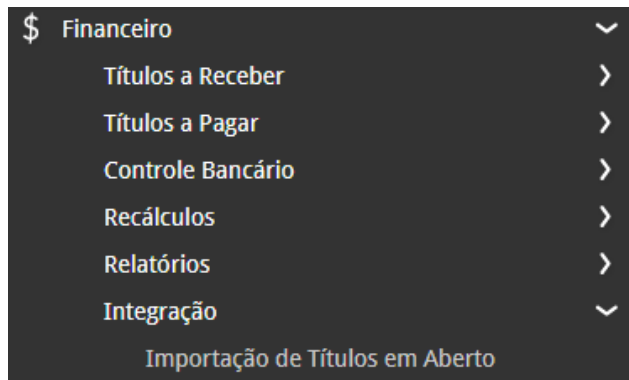 $ Financeiro
Títulos a Receber
Títulos a Pagar
Controle Bancário
Recálculos
Relatórios
Integração
Importação de Títulos em Aberto